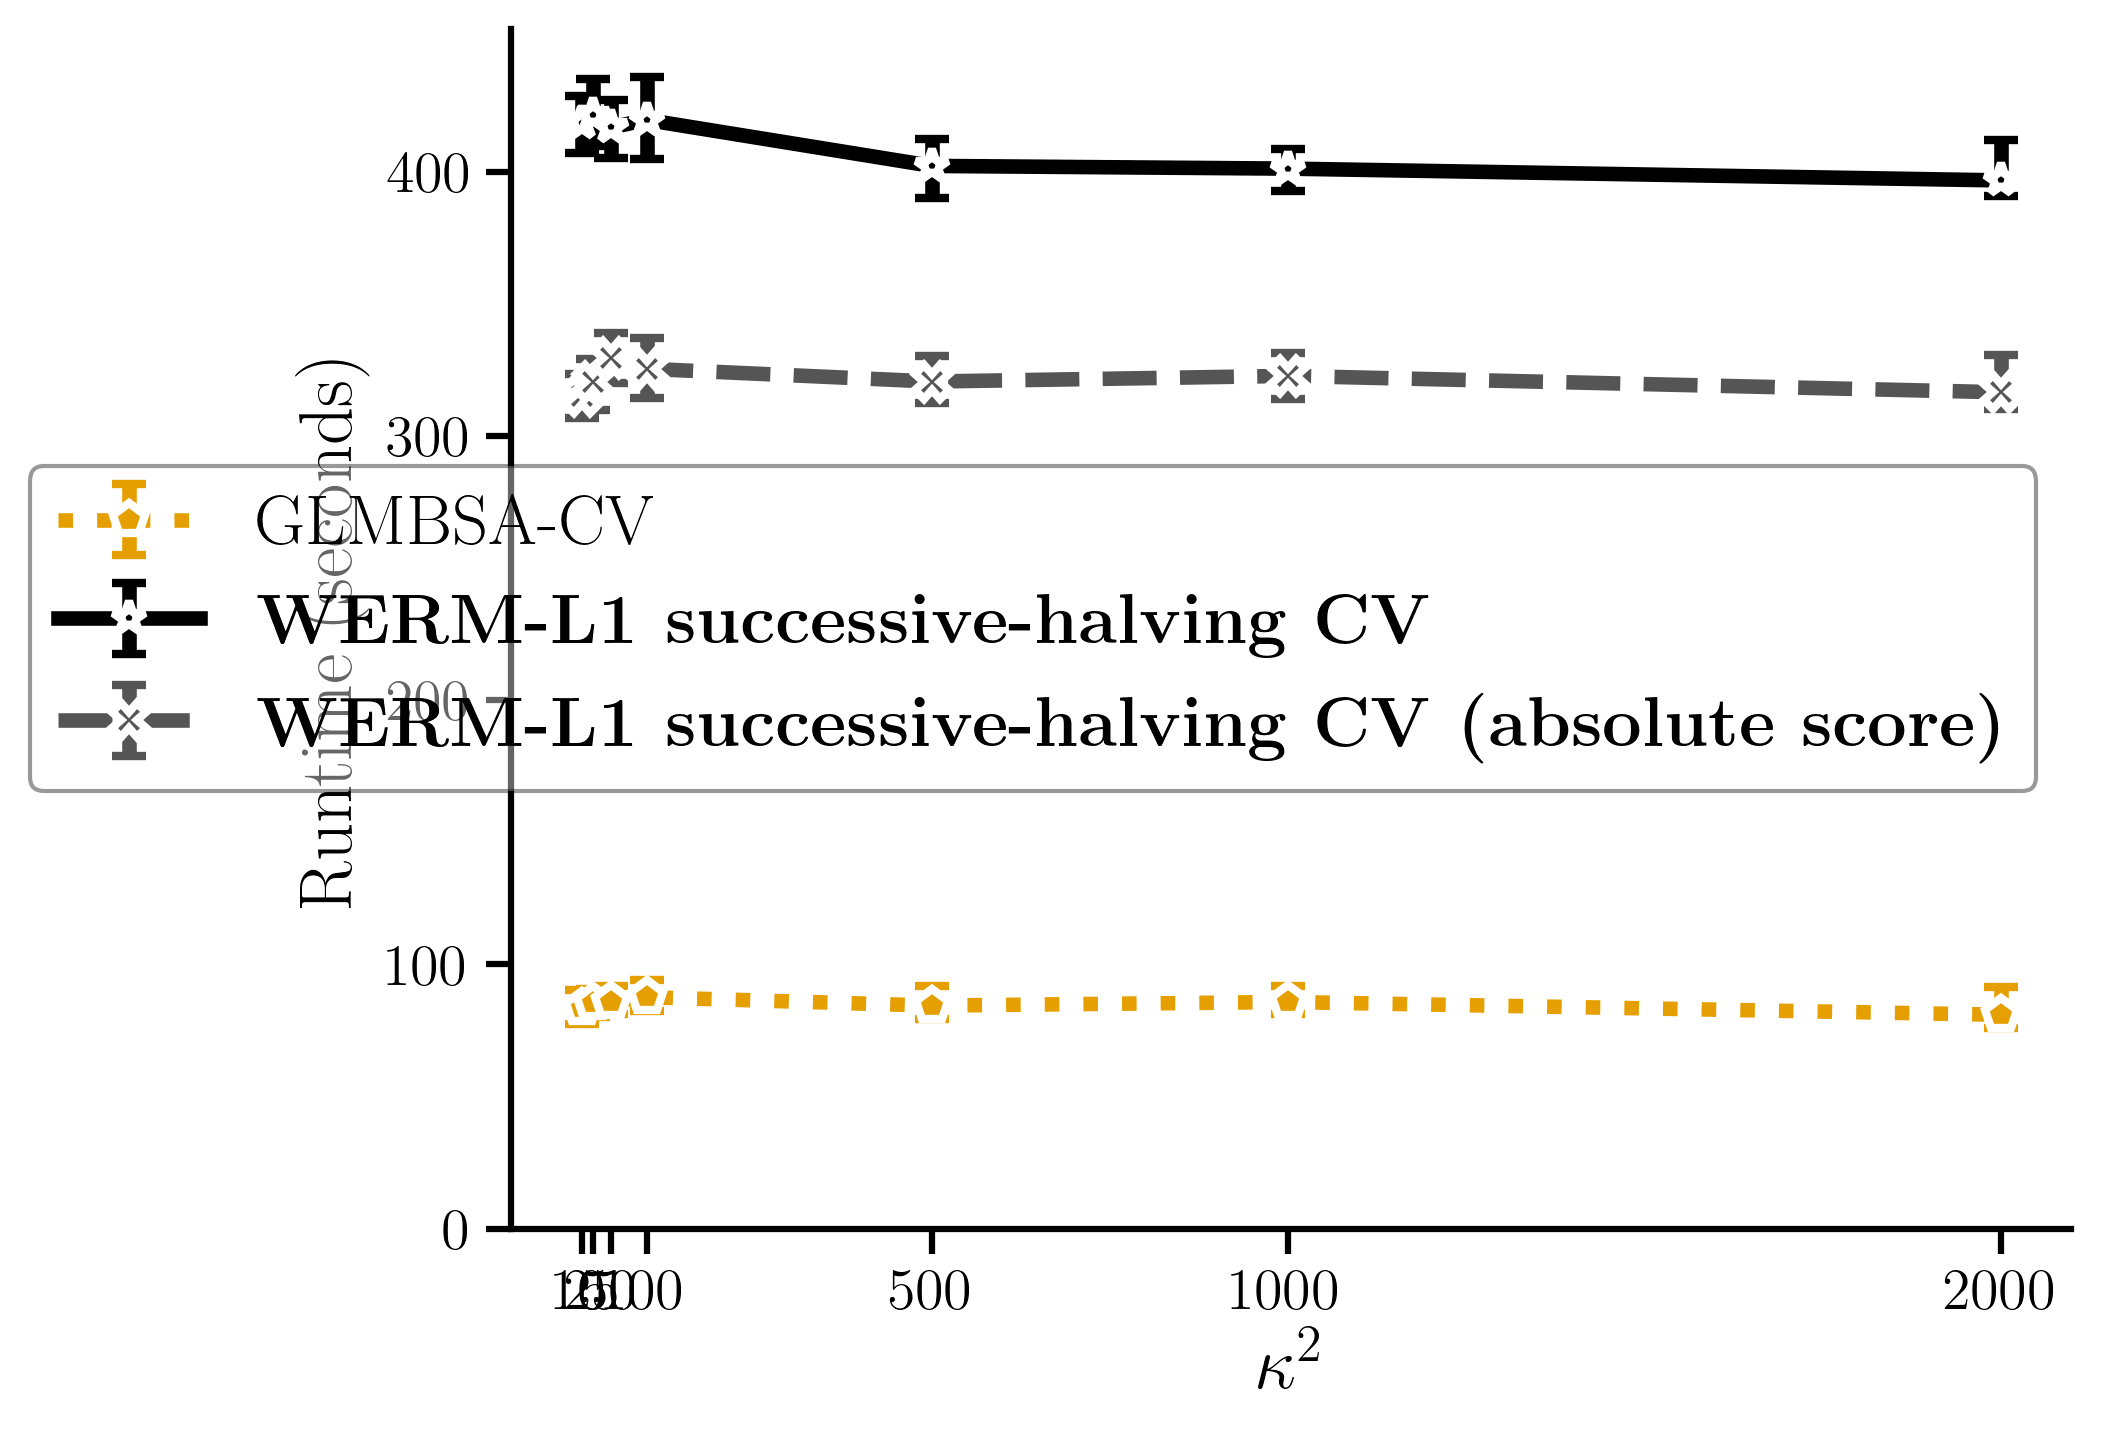 400
300
200
100
0
Runtime (seconds)
GLMBSA-CV
WERM-L1 successive-halving CV
WERM-L1 successive-halving CV (absolute score)
100
500
1000
2000
κ²